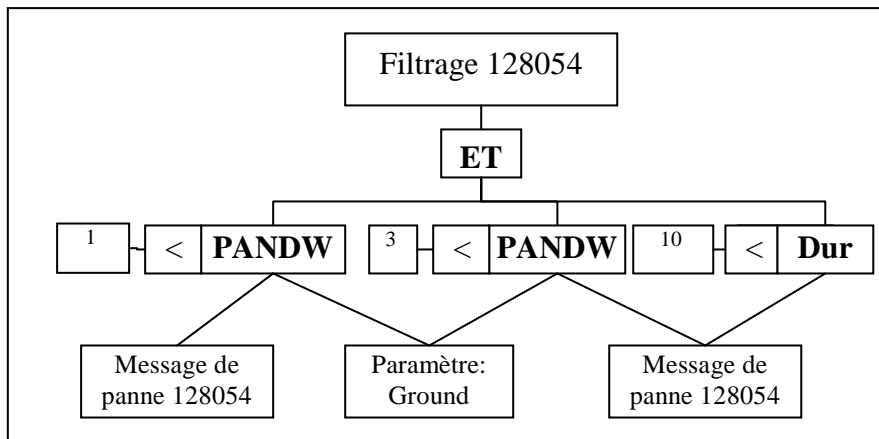 Filtrage 128054
ET
1 < PANDW 3 < PANDW 10 < Dur
Message de
panne 128054
Paramètre:
Ground
Message de
panne 128054